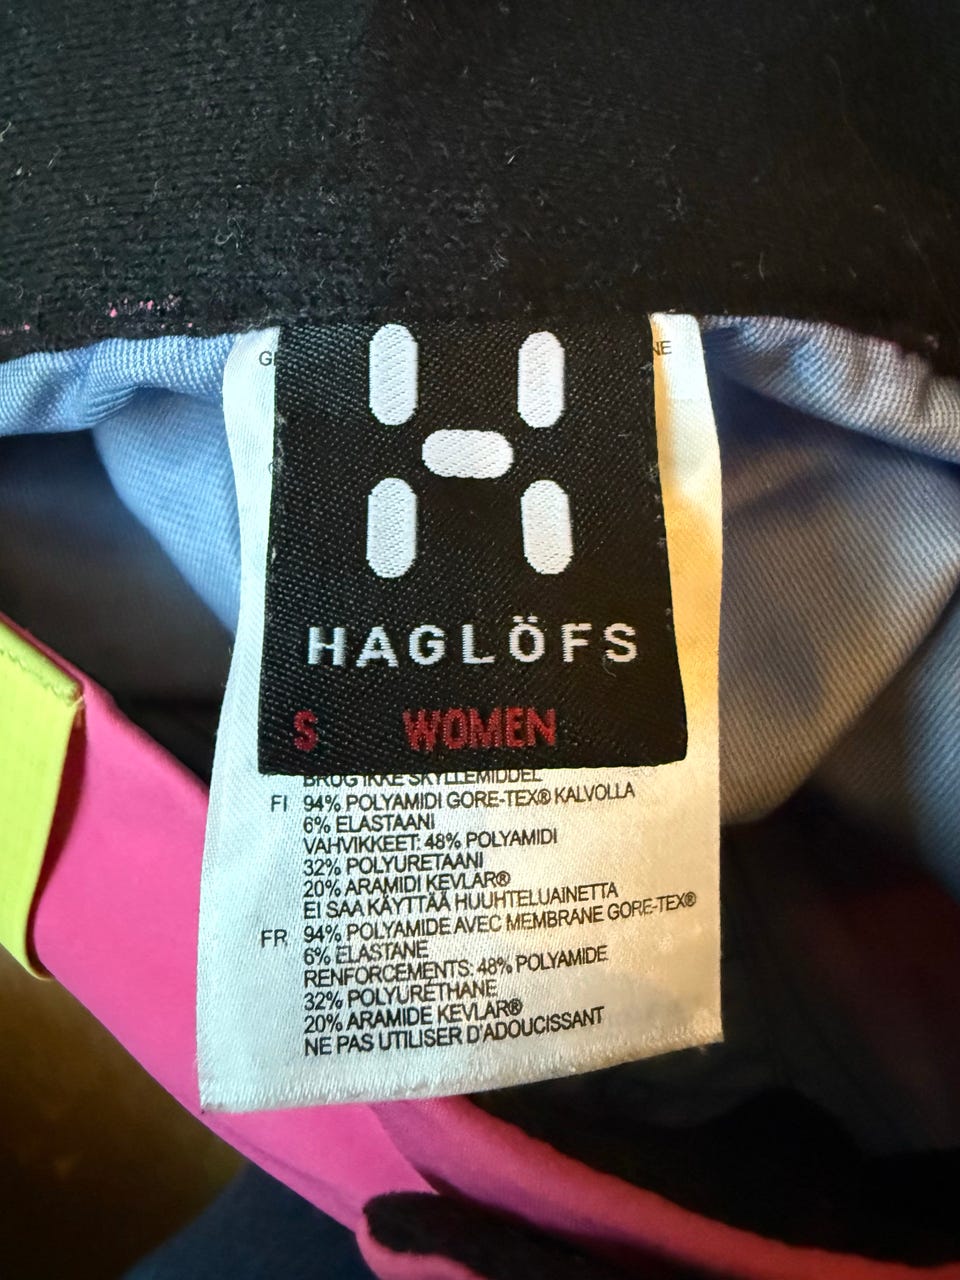 HAGLÖFS
S WOMEN
BRUG IKKE SKYLLEMIDDEL
FI 94% POLYAMIDI GORE-TEX® KALVOLLA
6% ELASTAANI
VAHVIKKEET: 48% POLYAMIDI
32% POLYURETAANI
20% ARAMIDI KEVLAR®
EI SAA KÄYTTÄÄ HUUHTELUAINETTA
FR 94% POLYAMIDE AVEC MEMBRANE GORE-TEX®
6% ELASTANE
RENFORCEMENTS: 48% POLYAMIDE
32% POLYURÉTHANE
20% ARAMIDE KEVLAR®
NE PAS UTILISER D'ADOUCISSANT